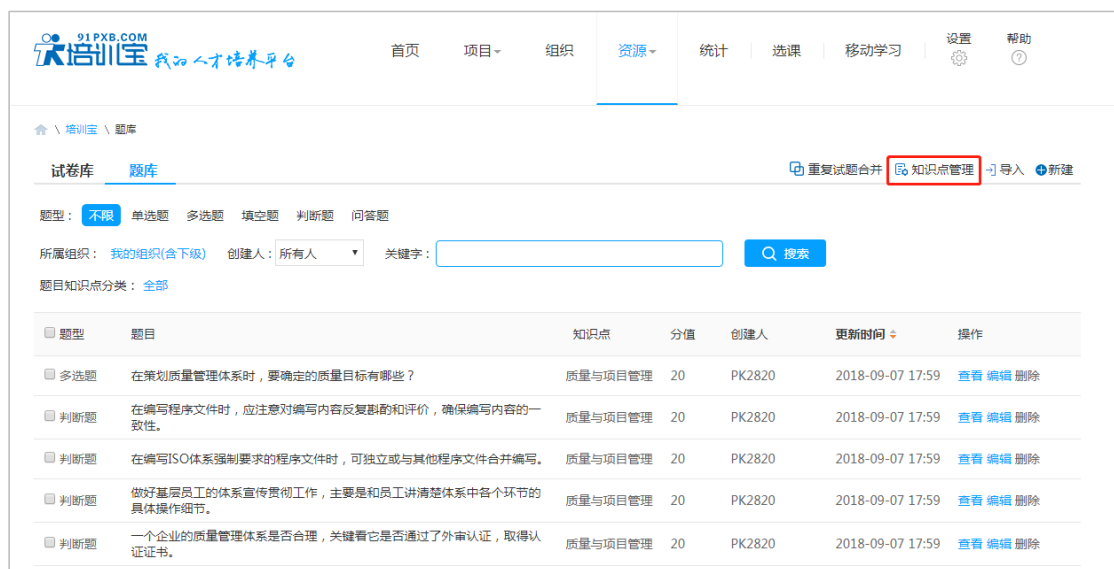 91PXB.COM
培训宝 我的人才培养平台
首页 项目 组织 资源 统计 选课 移动学习 设置 帮助
\ 培训宝 \ 题库
试卷库 题库 重复试题合并 知识点管理 导入 新建
题型： 不限 单选题 多选题 填空题 判断题 问答题
所属组织： 我的组织(含下级) 创建人： 所有人 关键字： 搜索
题目知识点分类： 全部
题型 题目 知识点 分值 创建人 更新时间 操作
多选题 在策划质量管理体系时，要确定的质量目标有哪些？ 质量与项目管理 20 PK2820 2018-09-07 17:59 查看 编辑 删除
判断题 在编写程序文件时，应注意对编写内容反复斟酌和评价，确保编写内容的一
致性。 质量与项目管理 20 PK2820 2018-09-07 17:59 查看 编辑 删除
判断题 在编写ISO体系强制要求的程序文件时，可独立或与其他程序文件合并编写。 质量与项目管理 20 PK2820 2018-09-07 17:59 查看 编辑 删除
判断题 做好基层员工的体系宣传贯彻工作，主要是和员工讲清楚体系中各个环节的
具体操作细节。 质量与项目管理 20 PK2820 2018-09-07 17:59 查看 编辑 删除
判断题 一个企业的质量管理体系是否合理，关键看它是否通过了外审认证，取得认
证证书。 质量与项目管理 20 PK2820 2018-09-07 17:59 查看 编辑 删除